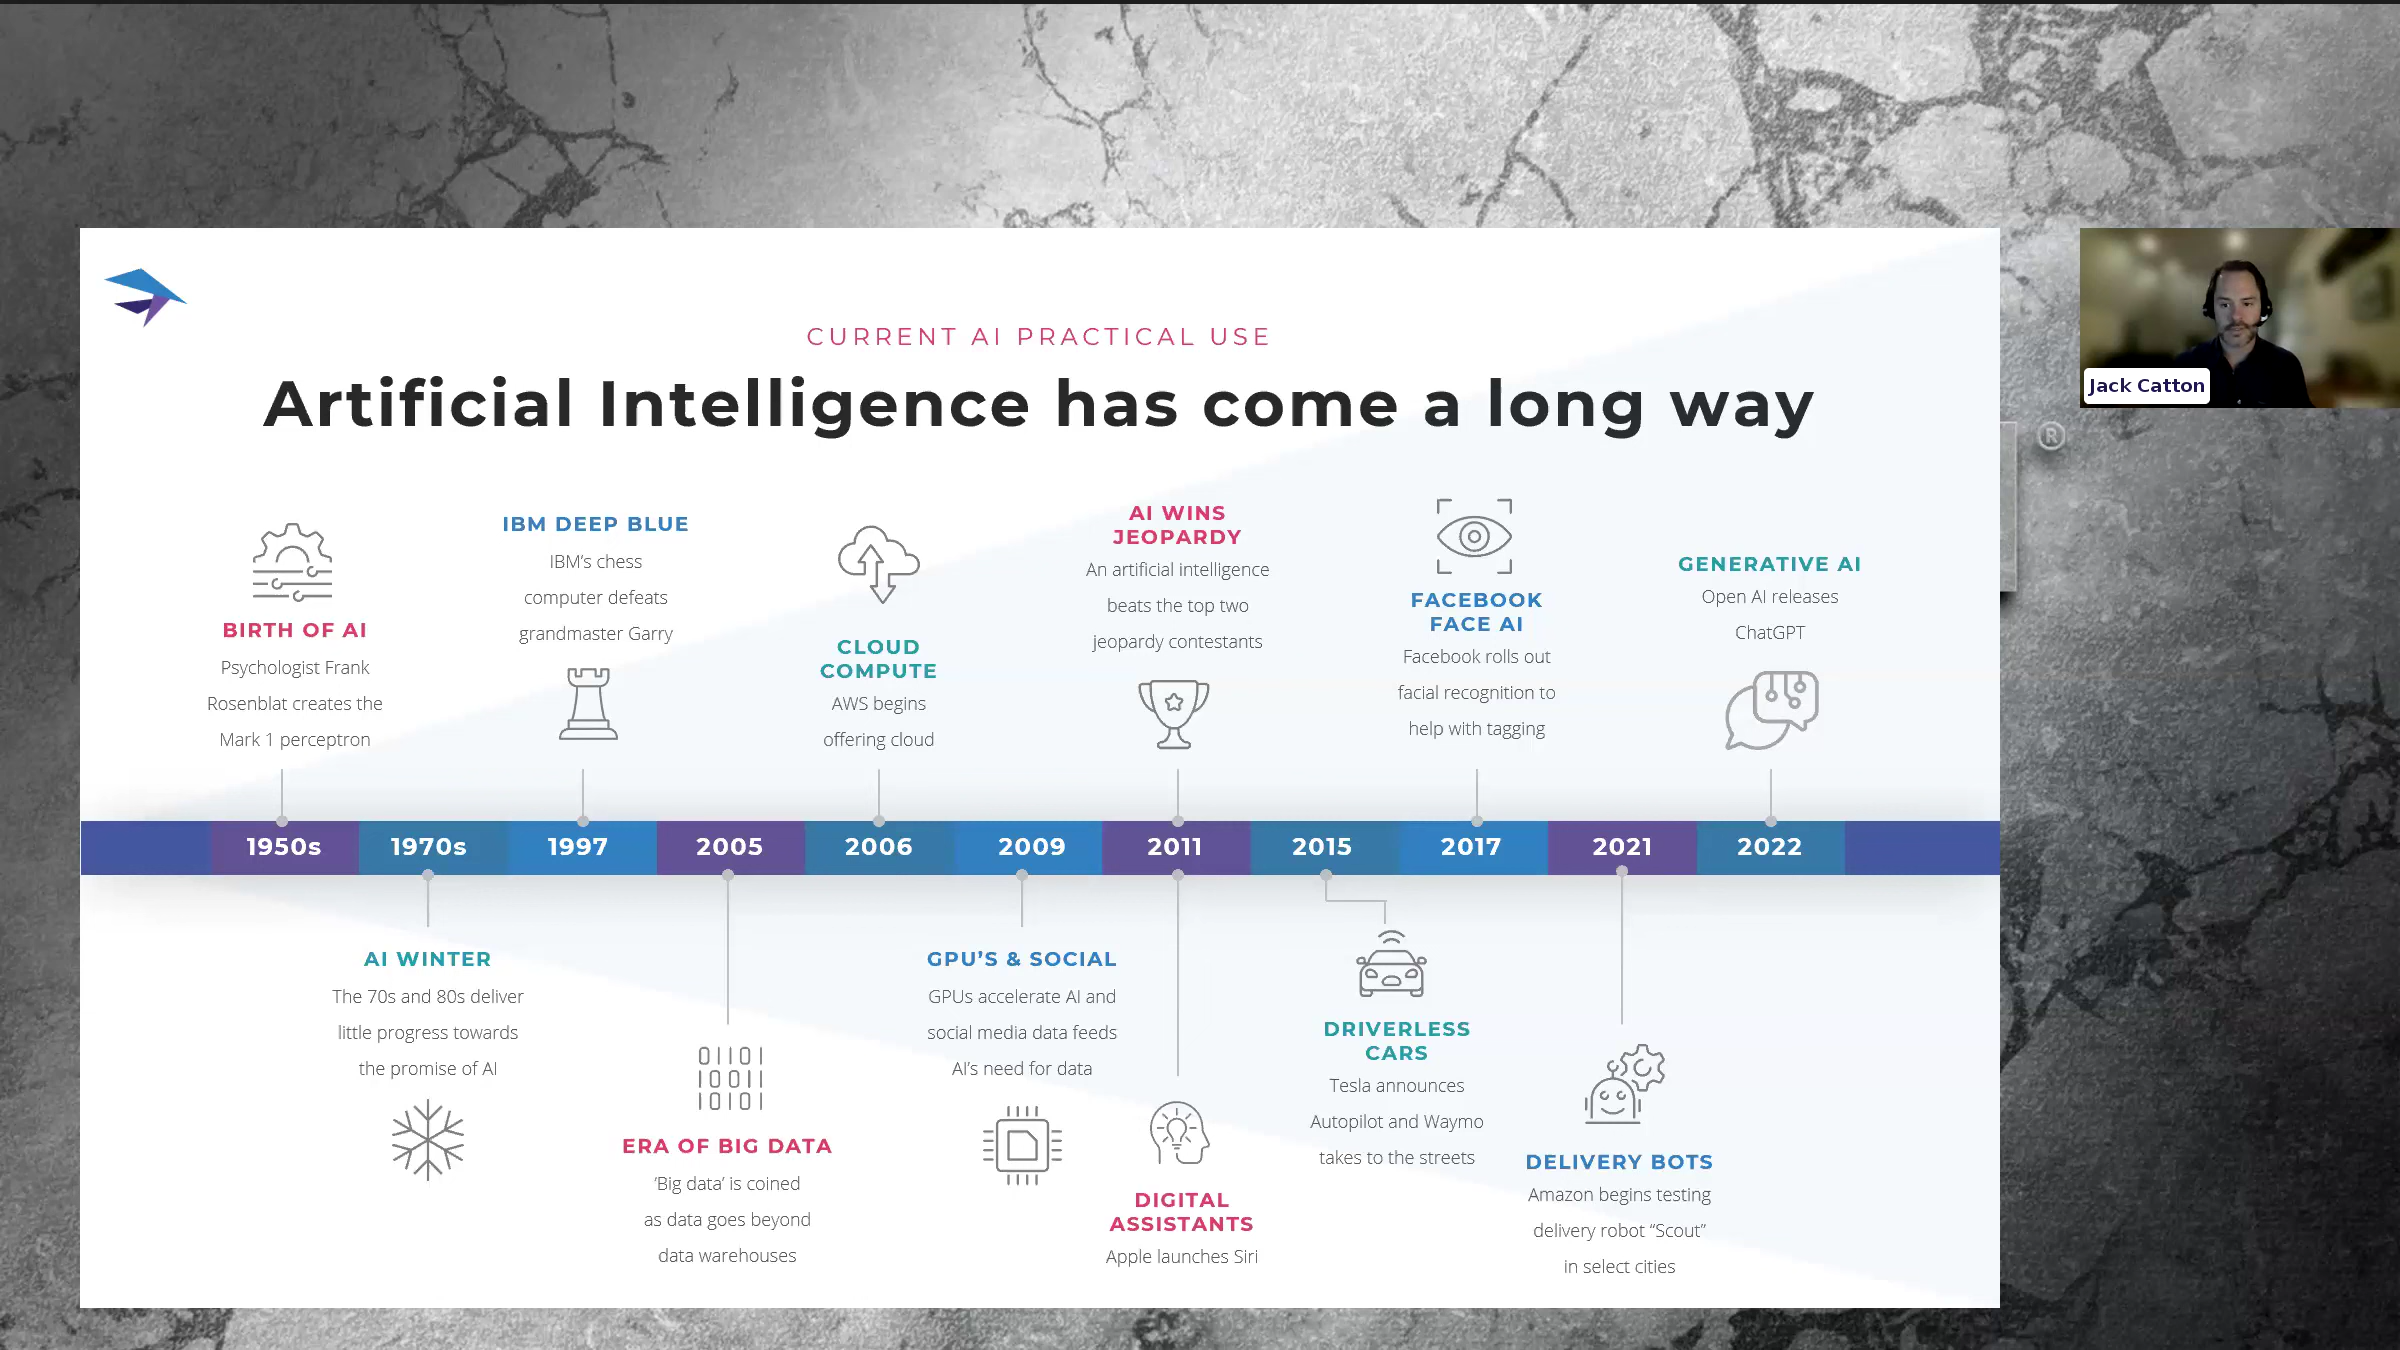 CURRENT AI PRACTICAL USE
Artificial Intelligence has come a long way
BIRTH OF AI
Psychologist Frank
Rosenblat creates the
Mark 1 perceptron
IBM DEEP BLUE
IBM's chess
computer defeats
grandmaster Garry
CLOUD
COMPUTE
AWS begins
offering cloud
AI WINS
JEOPARDY
An artificial intelligence
beats the top two
jeopardy contestants
FACEBOOK
FACE AI
Facebook rolls out
facial recognition to
help with tagging
GENERATIVE AI
Open AI releases
ChatGPT
1950s 1970s 1997 2005 2006 2009 2011 2015 2017 2021 2022
AI WINTER
The 70s and 80s deliver
little progress towards
the promise of AI
01101
10011
10101
ERA OF BIG DATA
'Big data' is coined
as data goes beyond
data warehouses
GPU'S & SOCIAL
GPUs accelerate AI and
social media data feeds
AI's need for data
DIGITAL
ASSISTANTS
Apple launches Siri
DRIVERLESS
CARS
Tesla announces
Autopilot and Waymo
takes to the streets
DELIVERY BOTS
Amazon begins testing
delivery robot “Scout”
in select cities
Jack Catton
®